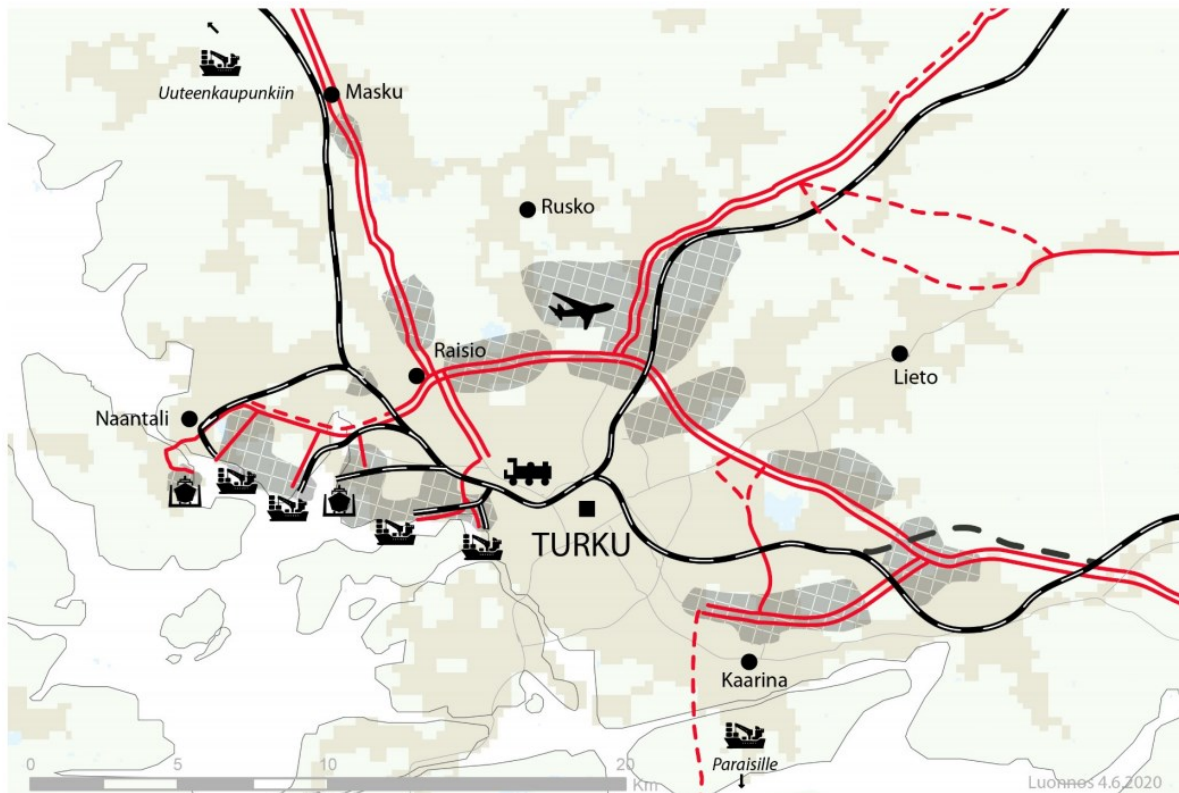 Uuteenkaupunkiin
Masku
Rusko
Raisio
Lieto
Naantali
TURKU
Kaarina
Paraisille
0 5 10 20
Km
Luonnos 4.6.2020